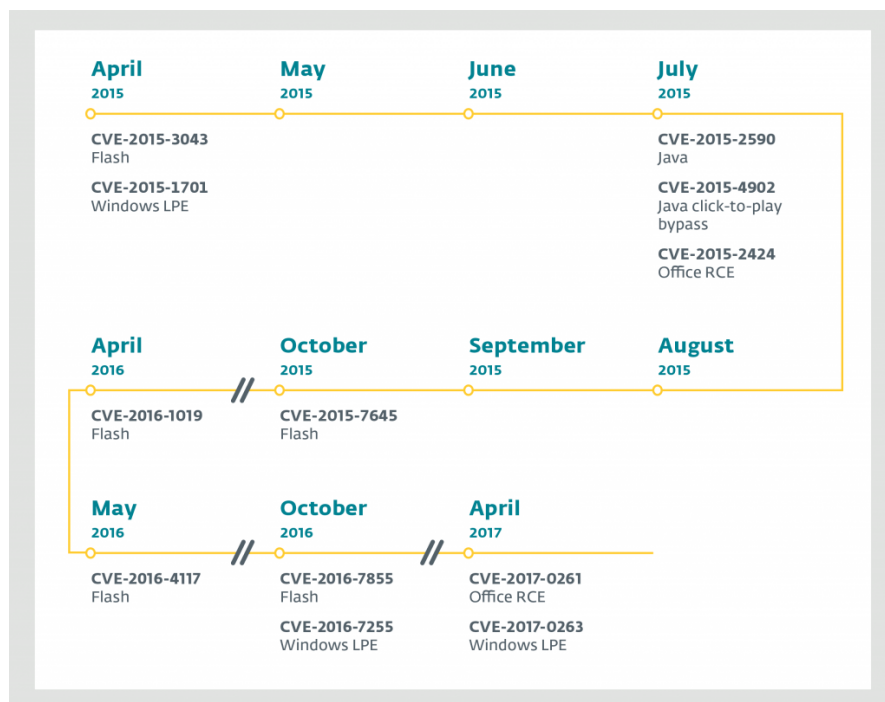 April
2015
CVE-2015-3043
Flash
CVE-2015-1701
Windows LPE
May
2015
June
2015
July
2015
CVE-2015-2590
Java
CVE-2015-4902
Java click-to-play
bypass
CVE-2015-2424
Office RCE
August
2015
September
2015
October
2015
CVE-2015-7645
Flash
April
2016
CVE-2016-1019
Flash
May
2016
CVE-2016-4117
Flash
October
2016
CVE-2016-7855
Flash
CVE-2016-7255
Windows LPE
April
2017
CVE-2017-0261
Office RCE
CVE-2017-0263
Windows LPE